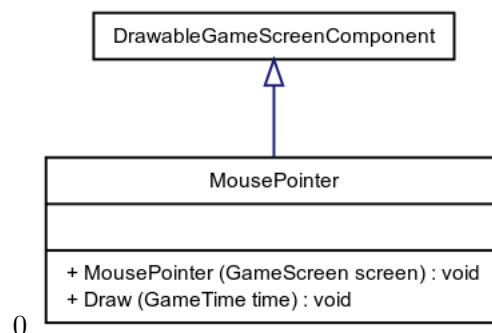 DrawableGameScreenComponent
MousePointer
+ MousePointer (GameScreen screen) : void
+ Draw (GameTime time) : void
0